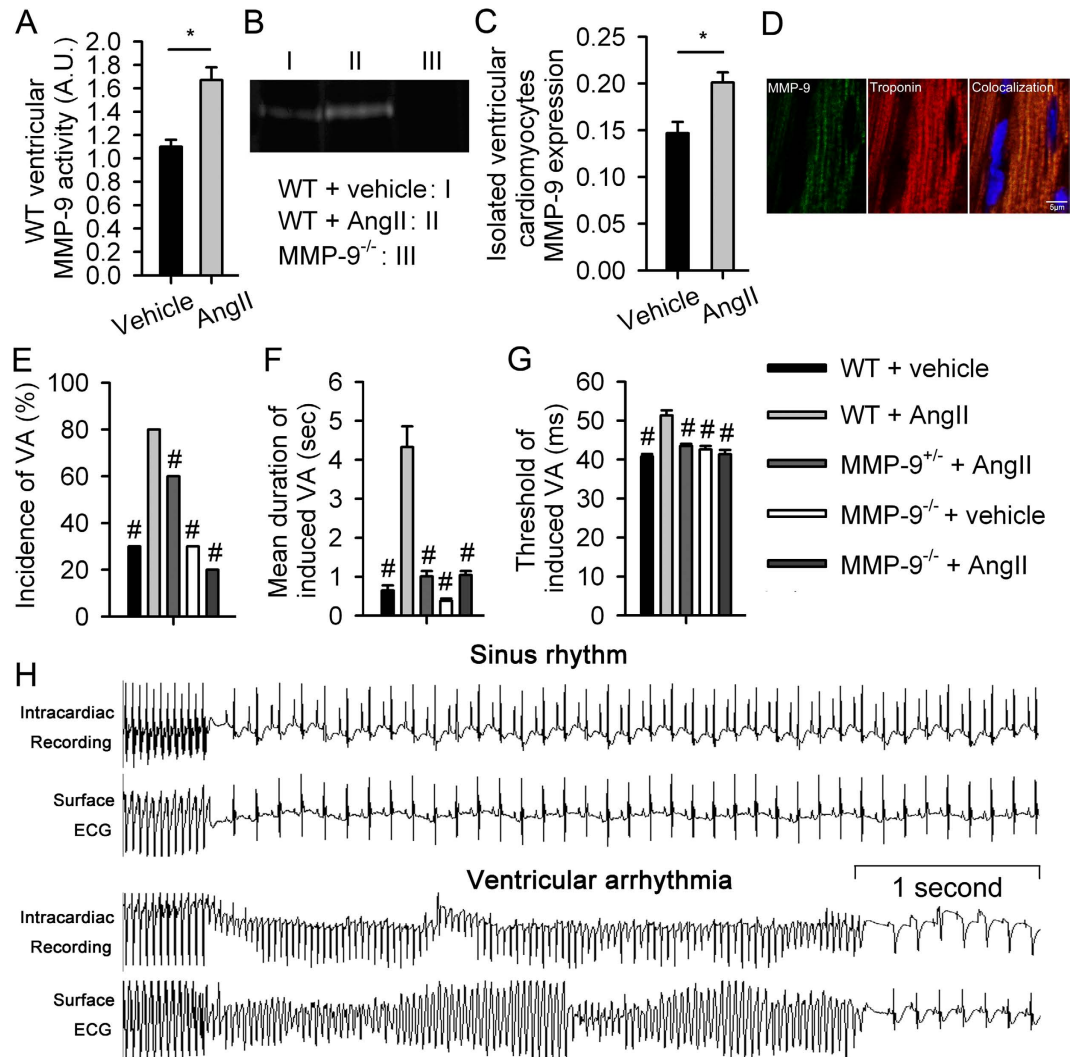 A
WT ventricular
MMP-9 activity (A.U.)
2.0
1.8
1.6
1.4
1.2
1.0
0.8
0.6
0.4
0.2
0.0
*
Vehicle
AngII
B
I II III
WT + vehicle: I
WT + AngII: II
MMP-9-/-: III
C
Isolated ventricular
cardiomyocytes
MMP-9 expression
0.25
0.20
0.15
0.10
0.05
0.00
*
Vehicle
AngII
D
MMP-9
Troponin
Colocalization
5µm
E
Incidence of VA (%)
100
80
60
40
20
0
# # # #
F
Mean duration of
induced VA (sec)
6
5
4
3
2
1
0
# # # #
G
Threshold of
induced VA (ms)
60
50
40
30
20
10
0
# # # #
WT + vehicle
WT + AngII
MMP-9+/- + AngII
MMP-9-/- + vehicle
MMP-9-/- + AngII
H
Sinus rhythm
Intracardiac
Recording
Surface
ECG
Ventricular arrhythmia
1 second
Intracardiac
Recording
Surface
ECG